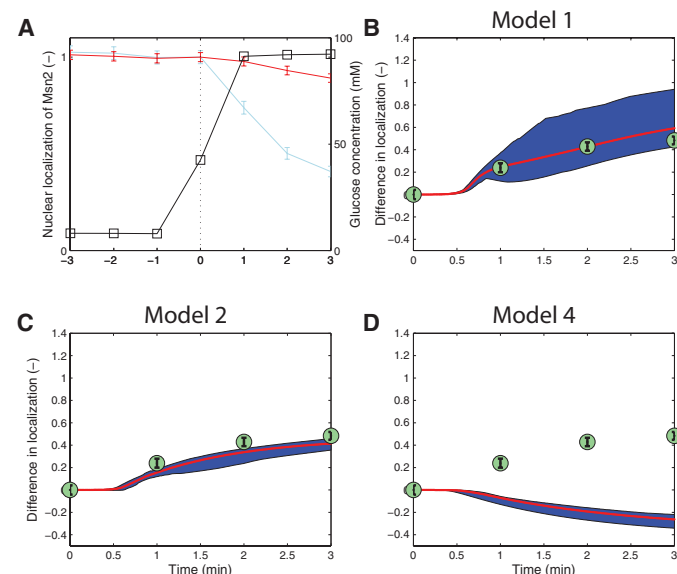 A
Nuclear localization of Msn2 (−)
1
0
−3 −2 −1 0 1 2 3
100
50
0
Glucose concentration (mM)
B
Model 1
Difference in localization (−)
1.4
1.2
1
0.8
0.6
0.4
0.2
0
−0.2
−0.4
0 0.5 1 1.5 2 2.5 3
C
Model 2
Difference in localization (−)
1.4
1.2
1
0.8
0.6
0.4
0.2
0
−0.2
−0.4
0 0.5 1 1.5 2 2.5 3
Time (min)
D
Model 4
1.4
1.2
1
0.8
0.6
0.4
0.2
0
−0.2
−0.4
0 0.5 1 1.5 2 2.5 3
Time (min)